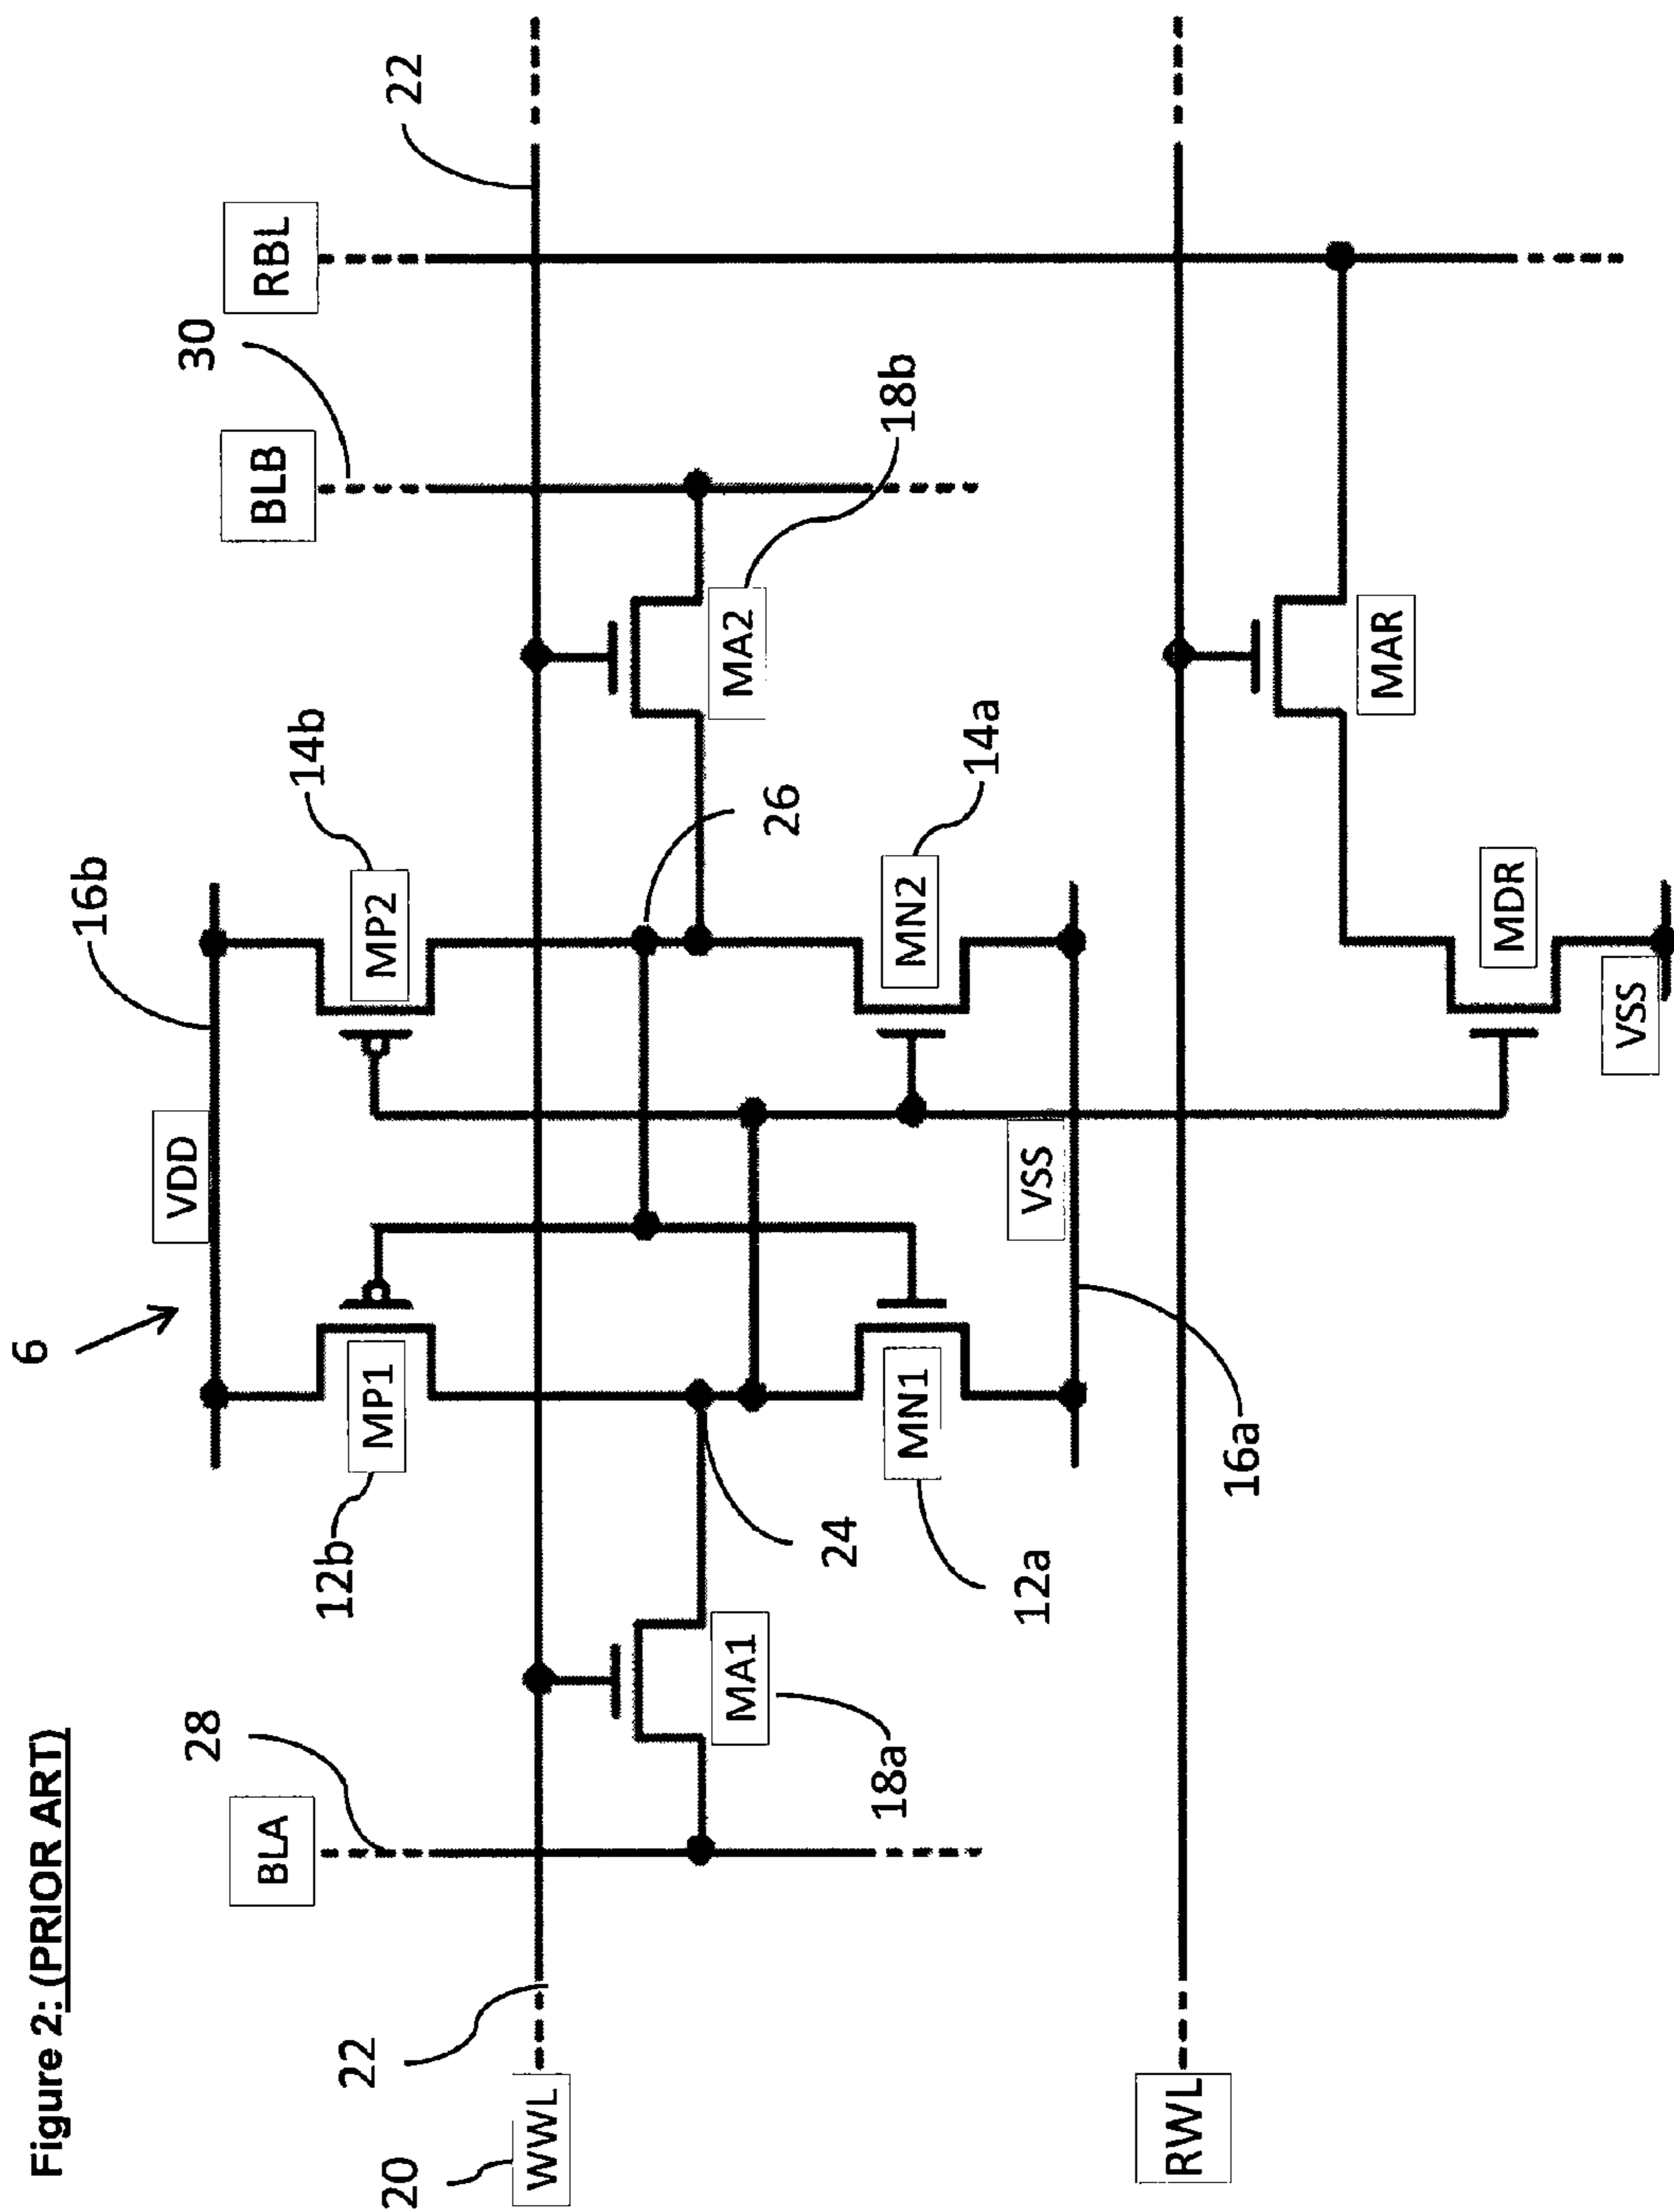 Figure 2: (PRIOR ART)
6
VDD
16b
BLA
28
BLB
30
RBL
12b
MP1
MP2
14b
22
22
20
WWL
MA1
18a
24
26
MA2
18b
MN1
12a
MN2
14a
VSS
16a
RWL
MAR
MDR
VSS